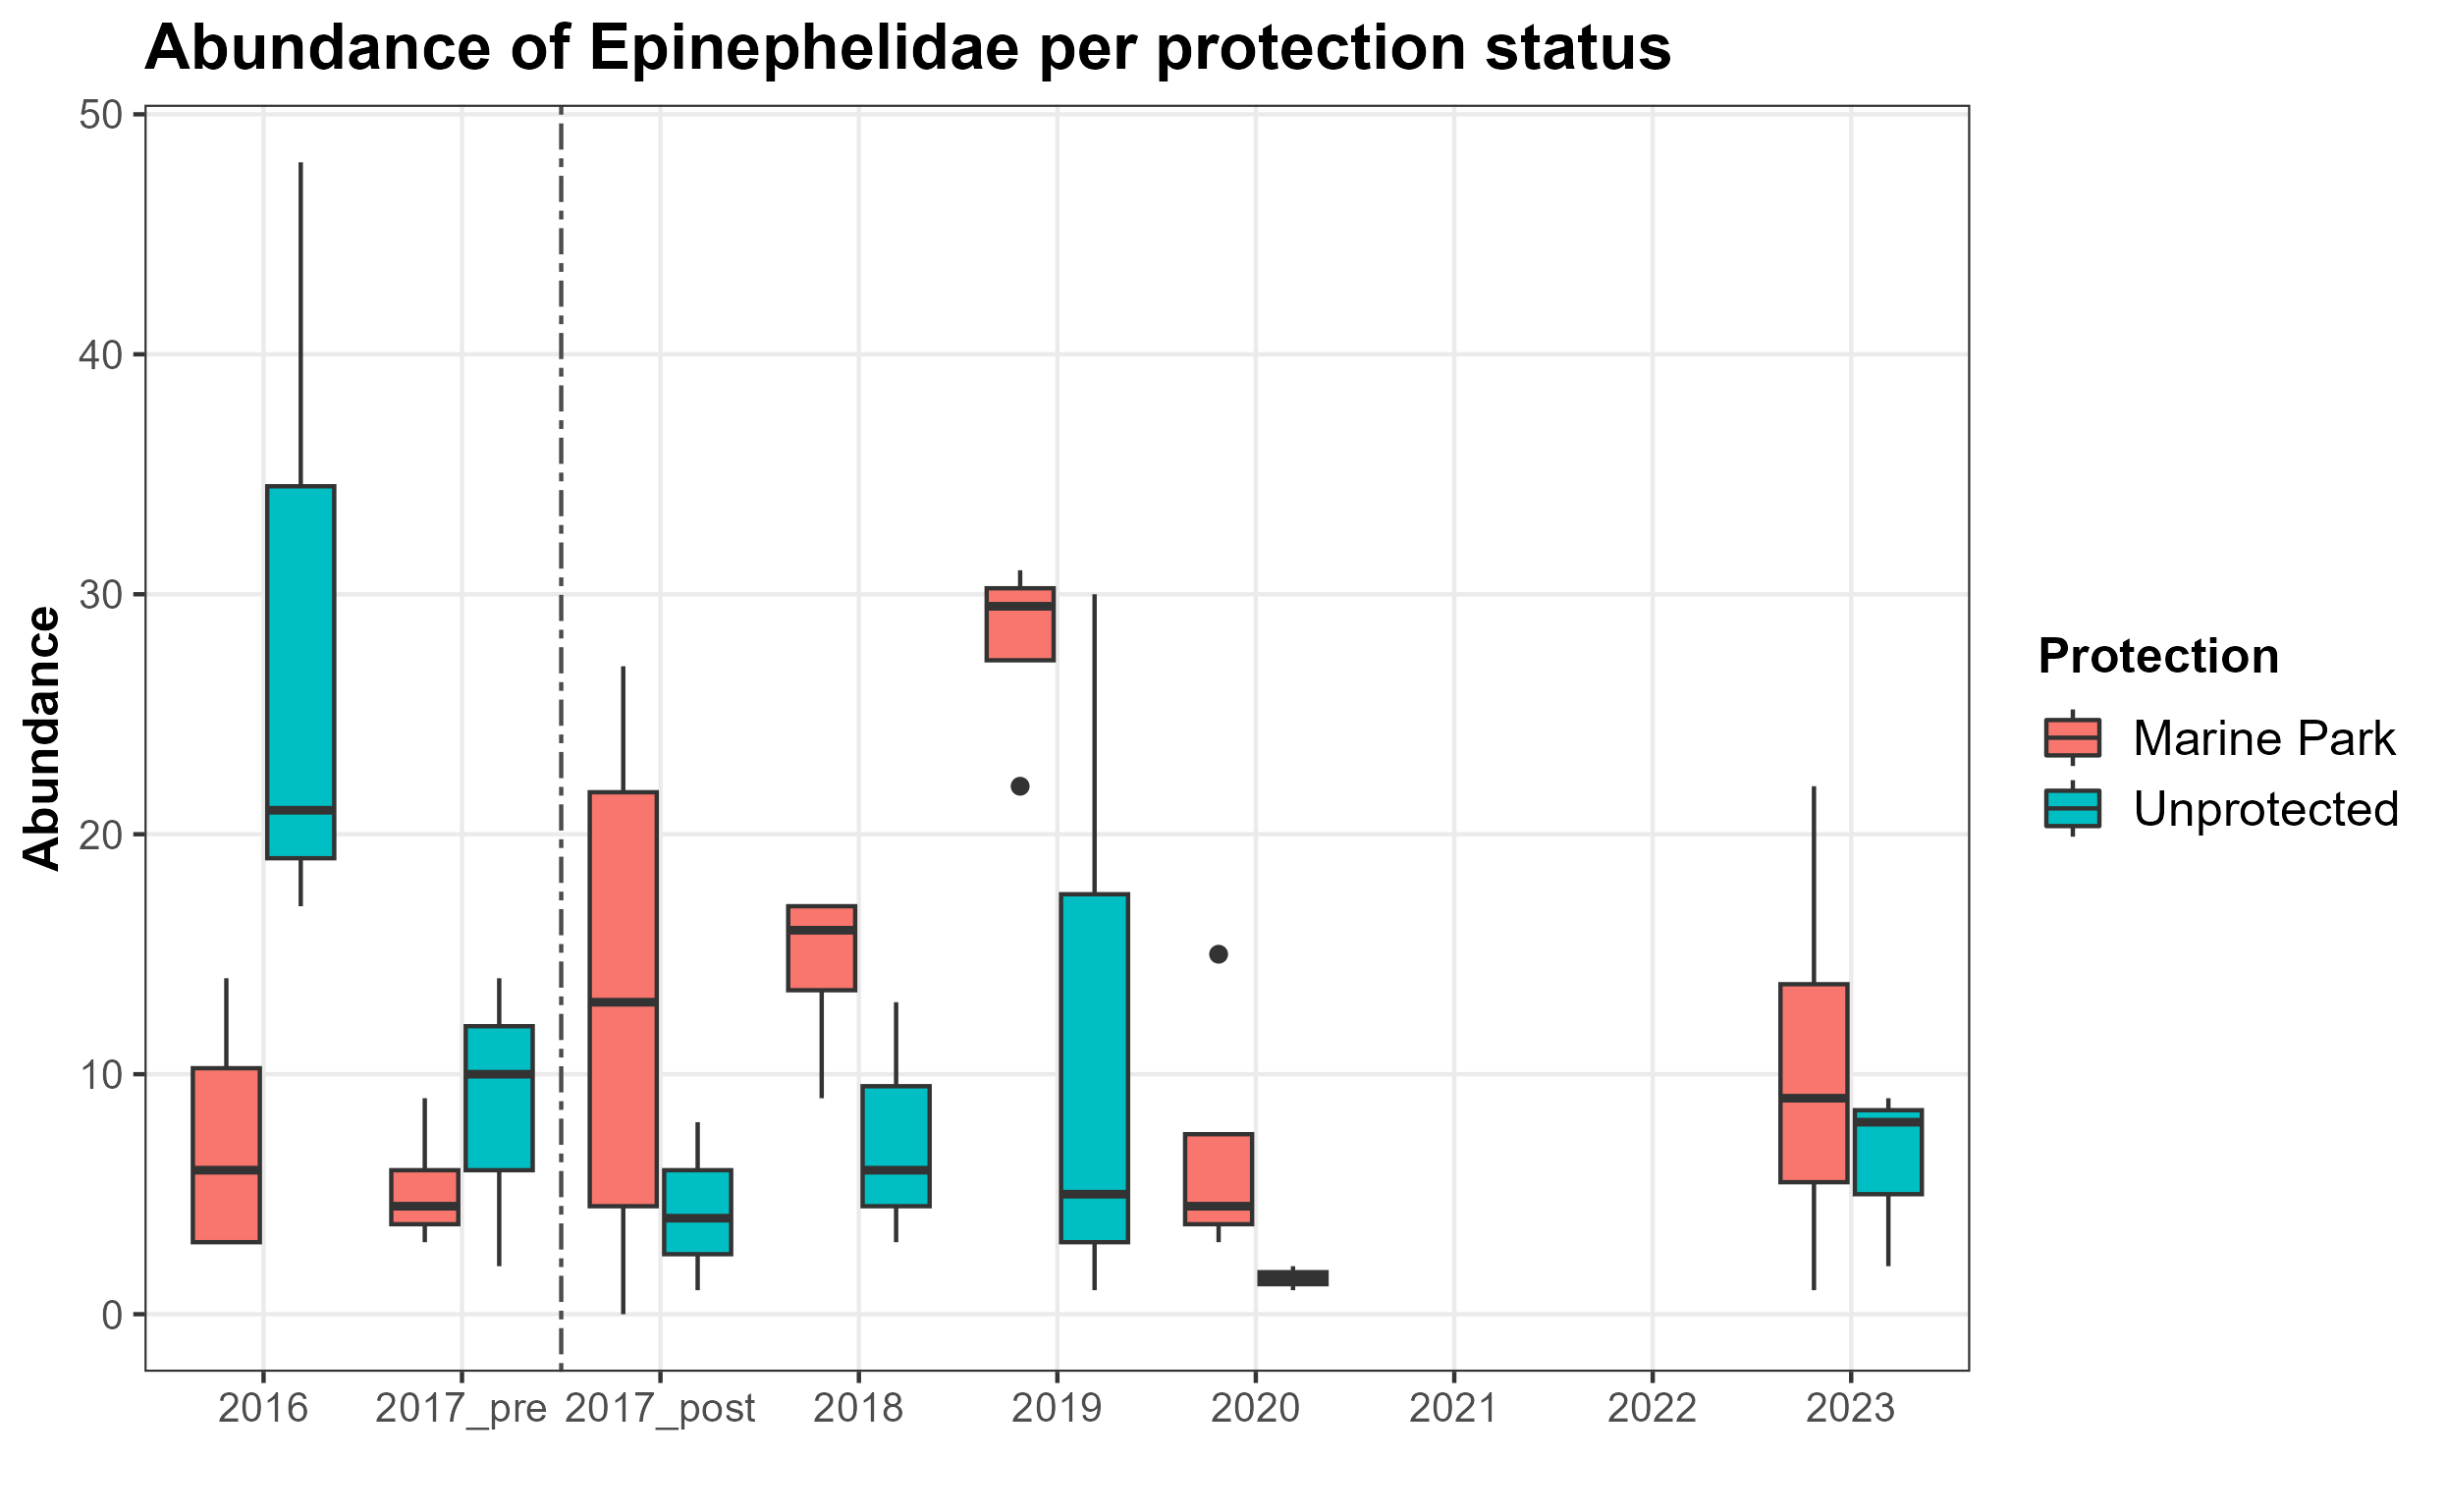 Abundance of Epinephelidae per protection status
50
40
30
20
10
0
Abundance
2016
2017_pre
2017_post
2018
2019
2020
2021
2022
2023
Protection
Marine Park
Unprotected